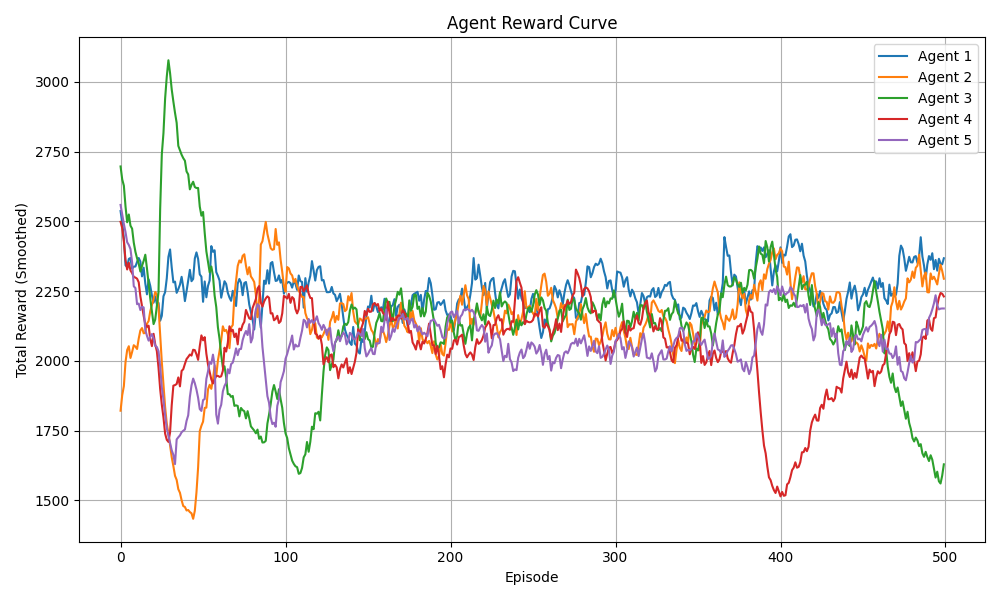 Agent Reward Curve
Total Reward (Smoothed)
3000
2750
2500
2250
2000
1750
1500
Agent 1
Agent 2
Agent 3
Agent 4
Agent 5
0
100
200
300
400
500
Episode